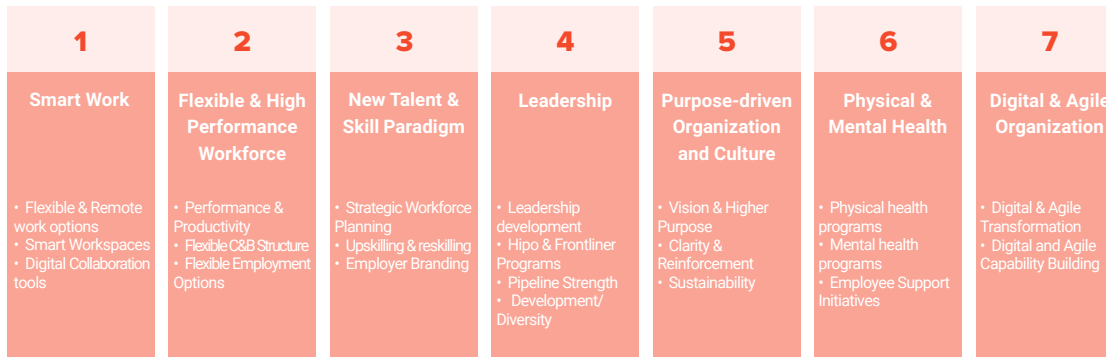 1
Smart Work
• Flexible & Remote
work options
• Smart Workspaces
• Digital Collaboration
tools
2
Flexible & High
Performance
Workforce
• Performance &
Productivity
• Flexible C&B Structure
• Flexible Employment
Options
3
New Talent &
Skill Paradigm
• Strategic Workforce
Planning
• Upskilling & reskilling
• Employer Branding
4
Leadership
• Leadership
development
• Hipo & Frontliner
Programs
• Pipeline Strength
• Development/
Diversity
5
Purpose-driven
Organization
and Culture
• Vision & Higher
Purpose
• Clarity &
Reinforcement
• Sustainability
6
Physical &
Mental Health
• Physical health
programs
• Mental health
programs
• Employee Support
Initiatives
7
Digital & Agile
Organization
• Digital & Agile
Transformation
• Digital and Agile
Capability Building